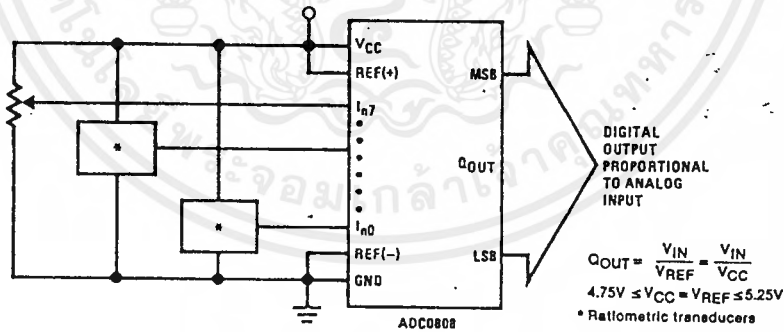 VCC
REF(+)
In7
*
*
In0
REF(−)
GND
MSB
QOUT
LSB
ADC0808
DIGITAL
OUTPUT
PROPORTIONAL
TO ANALOG
INPUT
QOUT = VIN/VREF = VIN/VCC
4.75V ≤ VCC = VREF ≤ 5.25V
* Ratiometric transducers